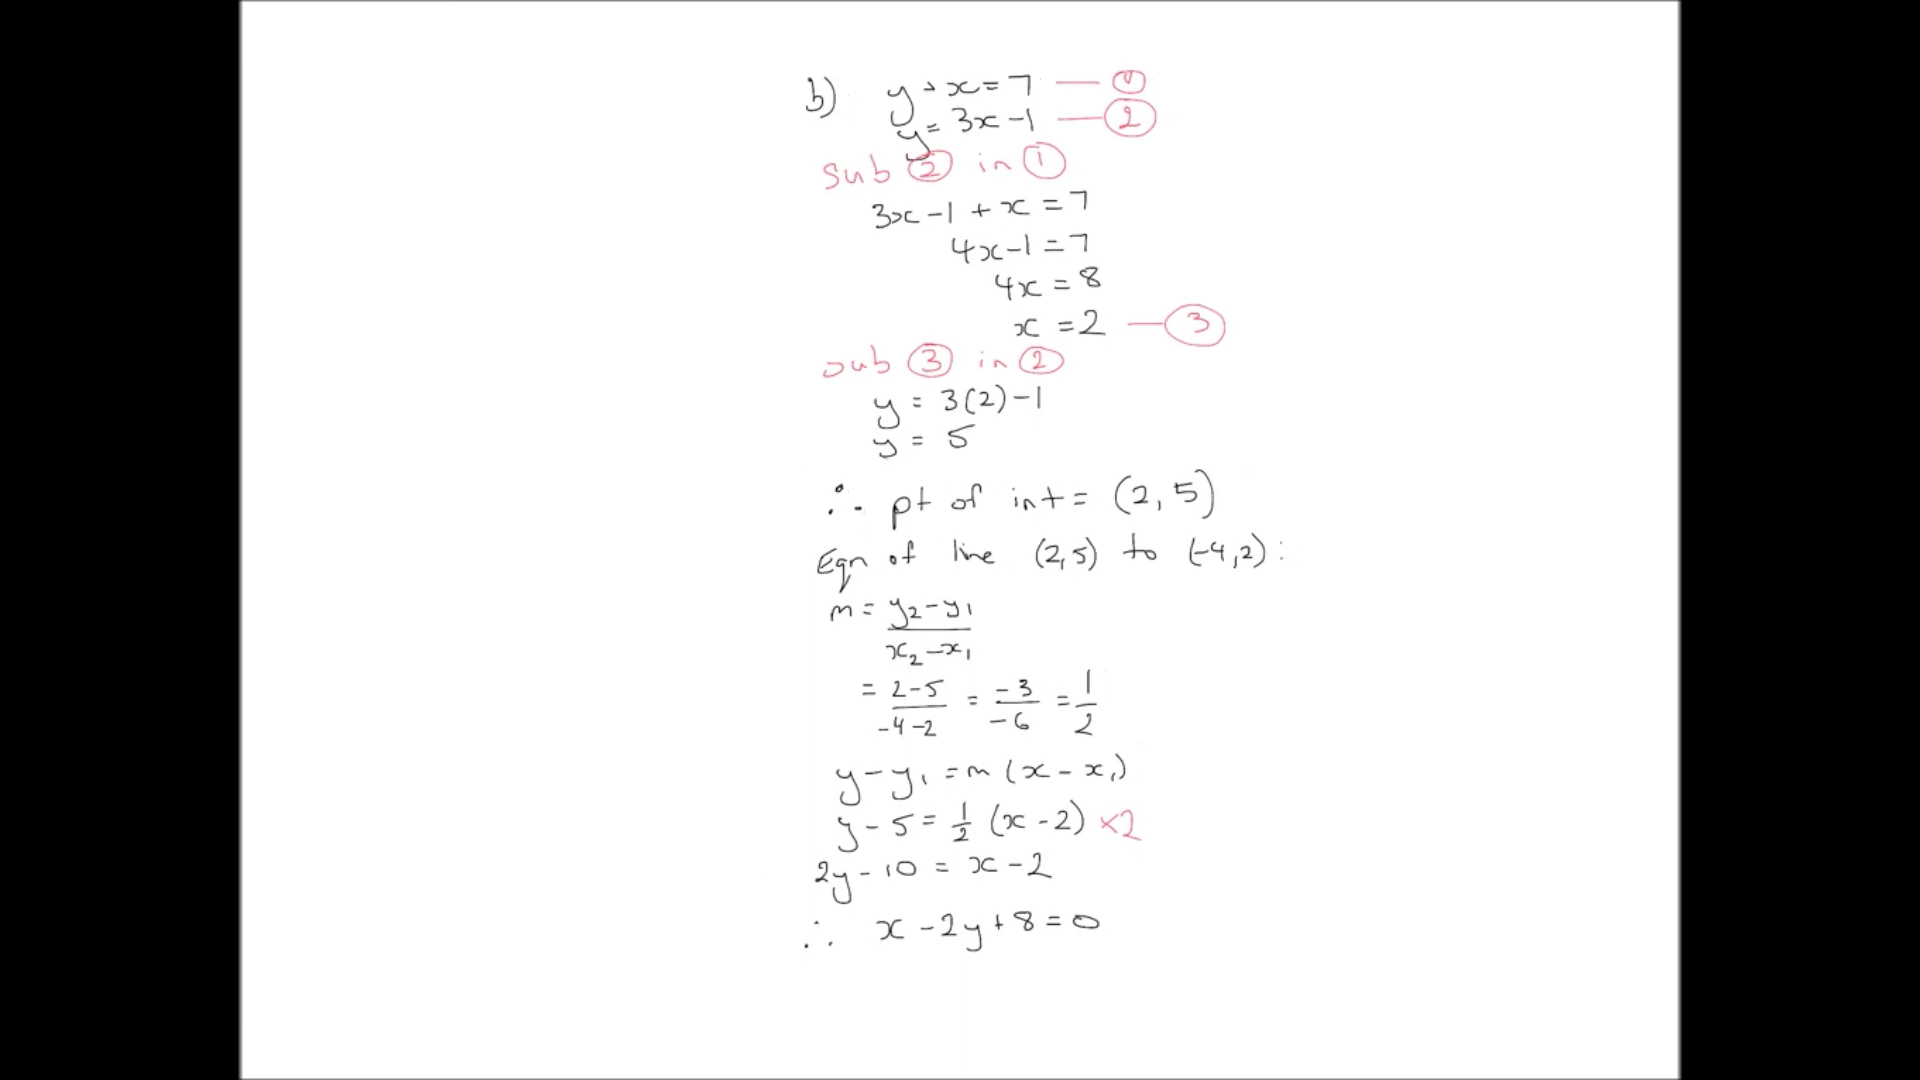 b) y + x = 7 — ①
y = 3x - 1 — ②
Sub ② in ①
3x - 1 + x = 7
4x - 1 = 7
4x = 8
x = 2 — ③
sub ③ in ②
y = 3(2) - 1
y = 5
∴ pt of int = (2, 5)
Eqn of line (2, 5) to (-4, 2) :
m = y₂ - y₁ / x₂ - x₁
= 2 - 5 / -4 - 2 = -3 / -6 = 1 / 2
y - y₁ = m (x - x₁)
y - 5 = 1/2 (x - 2) ×2
2y - 10 = x - 2
∴ x - 2y + 8 = 0